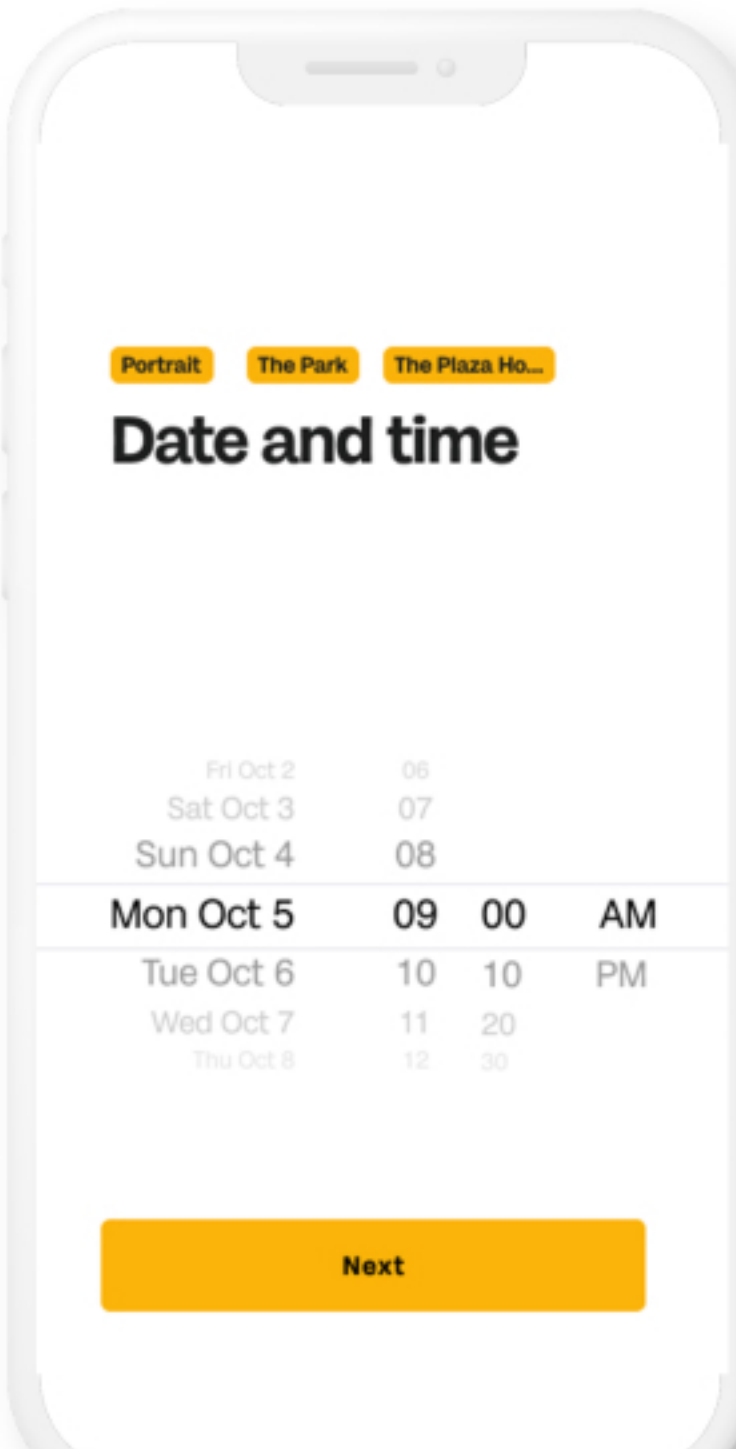 Portrait The Park The Plaza Ho...
Date and time
Fri Oct 2 06
Sat Oct 3 07
Sun Oct 4 08
Mon Oct 5 09 00 AM
Tue Oct 6 10 10 PM
Wed Oct 7 11 20
Thu Oct 8 12 30
Next